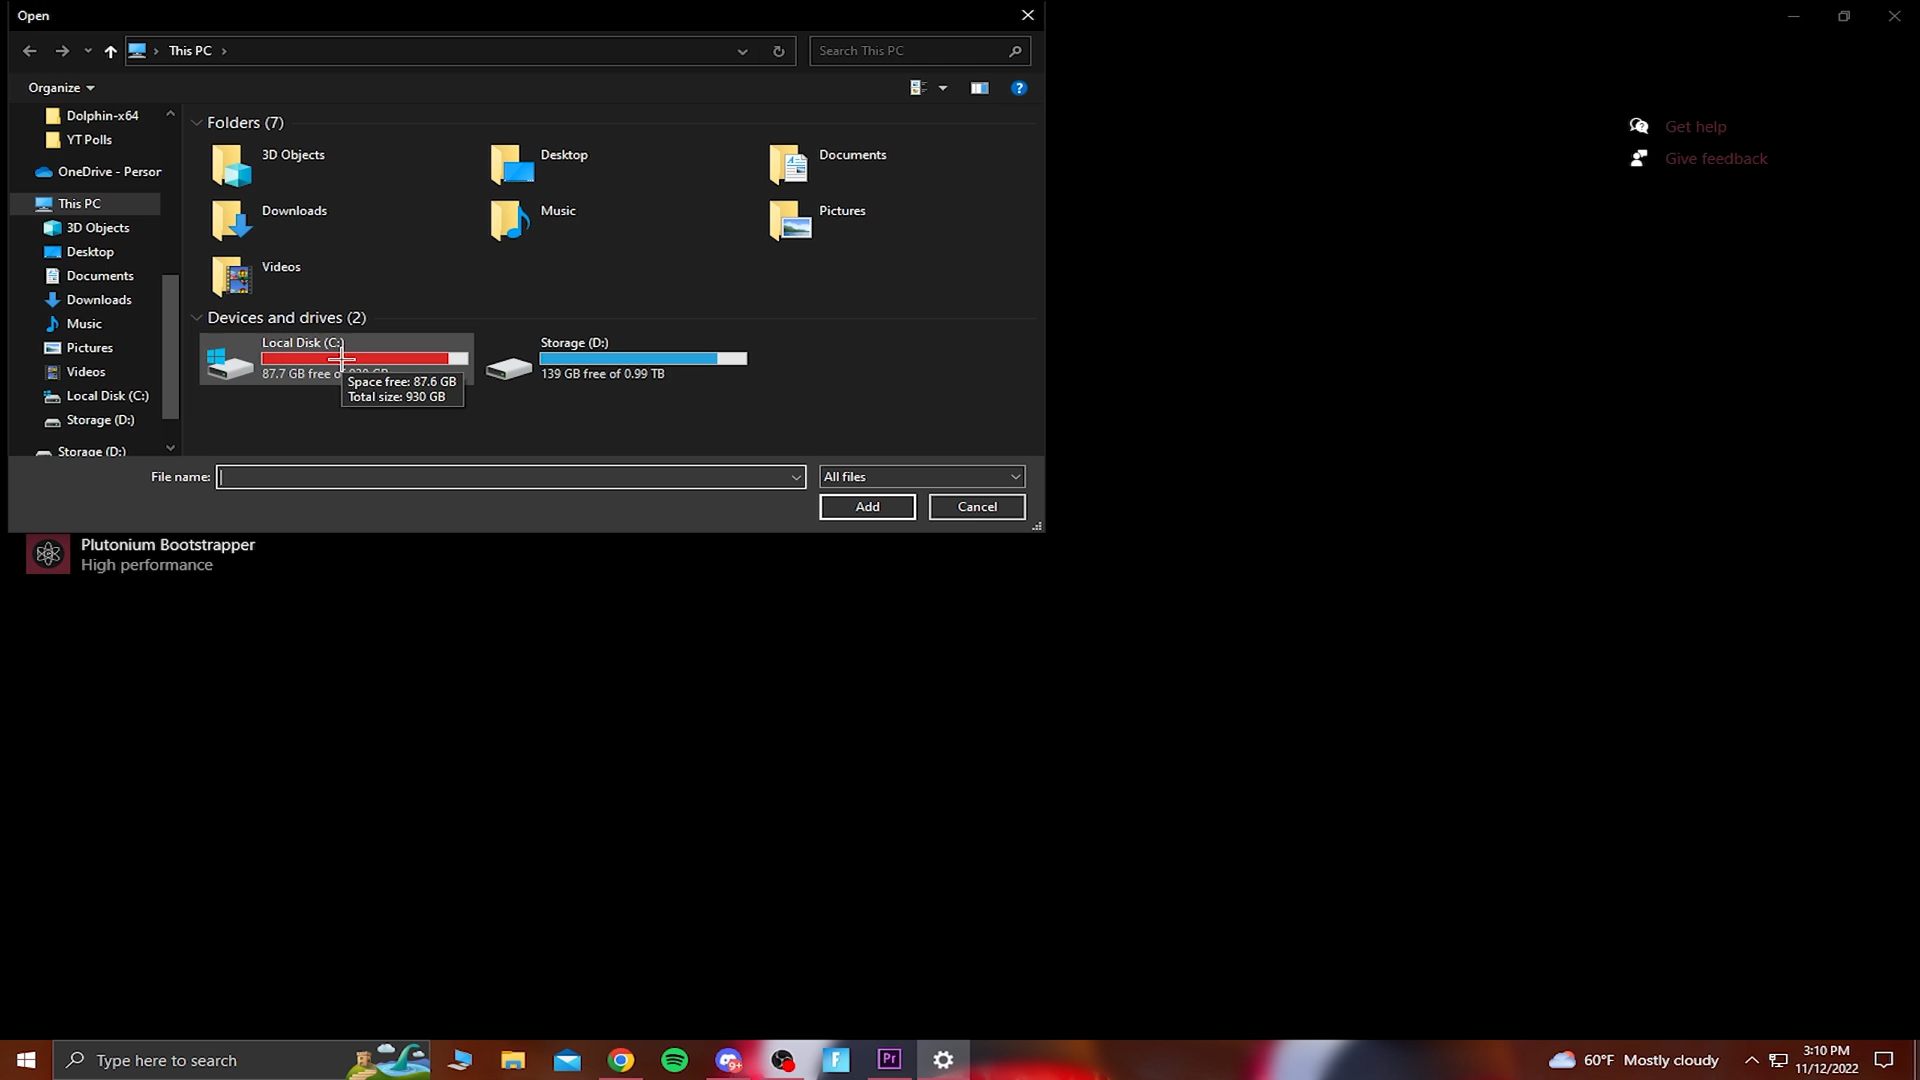 Open
This PC
Search This PC
Organize
Dolphin-x64
YT Polls
OneDrive - Person
This PC
3D Objects
Desktop
Documents
Downloads
Music
Pictures
Videos
Local Disk (C:)
Storage (D:)
Storage (D:)
Folders (7)
3D Objects
Desktop
Documents
Downloads
Music
Pictures
Videos
Devices and drives (2)
Local Disk (C:)
87.7 GB free
Space free: 87.6 GB
Total size: 930 GB
Storage (D:)
139 GB free of 0.99 TB
File name:
All files
Add
Cancel
Get help
Give feedback
Plutonium Bootstrapper
High performance
Type here to search
9+
F
Pr
60°F Mostly cloudy
3:10 PM
11/12/2022